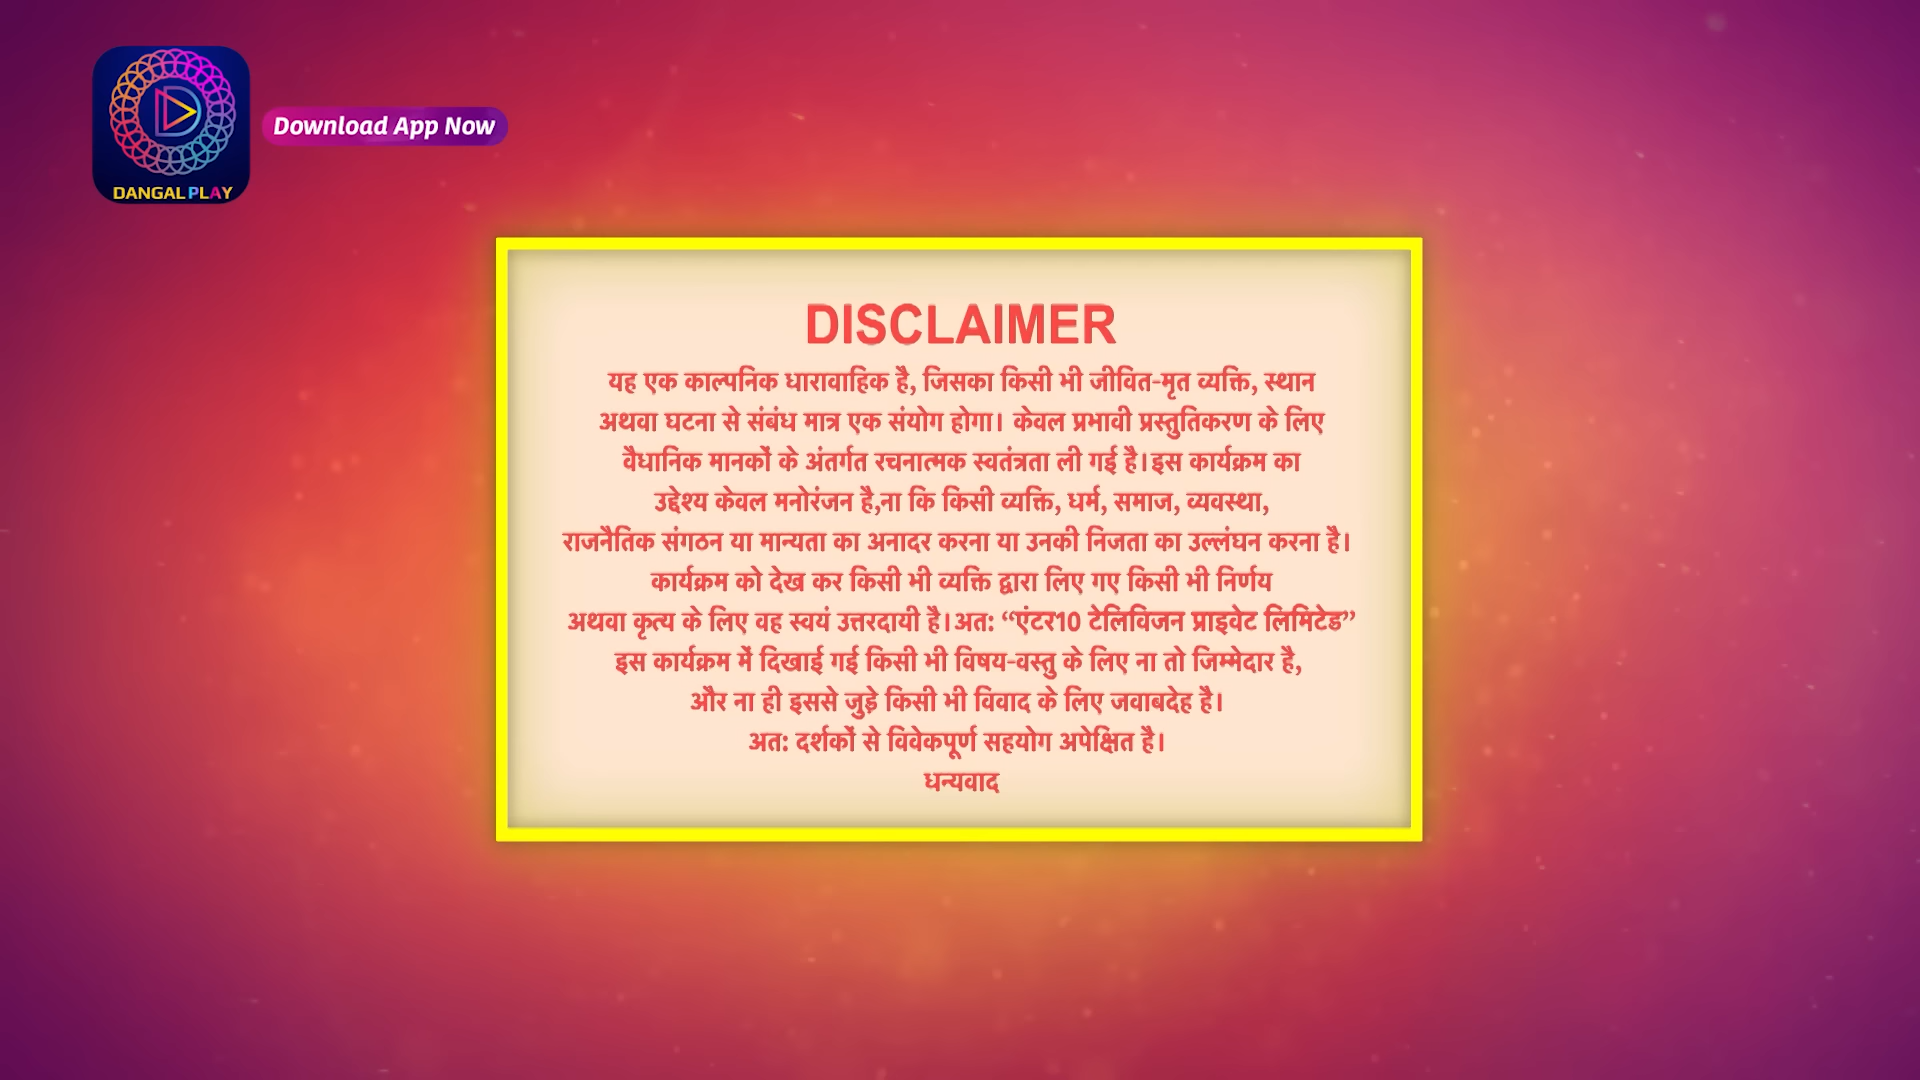 DANGAL PLAY
Download App Now
DISCLAIMER
यह एक काल्पनिक धारावाहिक है, जिसका किसी भी जीवित-मृत व्यक्ति, स्थान
अथवा घटना से संबंध मात्र एक संयोग होगा। केवल प्रभावी प्रस्तुतिकरण के लिए
वैधानिक मानकों के अंतर्गत रचनात्मक स्वतंत्रता ली गई है।इस कार्यक्रम का
उद्देश्य केवल मनोरंजन है,ना कि किसी व्यक्ति, धर्म, समाज, व्यवस्था,
राजनैतिक संगठन या मान्यता का अनादर करना या उनकी निजता का उल्लंघन करना है।
कार्यक्रम को देख कर किसी भी व्यक्ति द्वारा लिए गए किसी भी निर्णय
अथवा कृत्य के लिए वह स्वयं उत्तरदायी है।अत: “एंटर10 टेलिविजन प्राइवेट लिमिटेड”
इस कार्यक्रम में दिखाई गई किसी भी विषय-वस्तु के लिए ना तो जिम्मेदार है,
और ना ही इससे जुड़े किसी भी विवाद के लिए जवाबदेह है।
अत: दर्शकों से विवेकपूर्ण सहयोग अपेक्षित है।
धन्यवाद